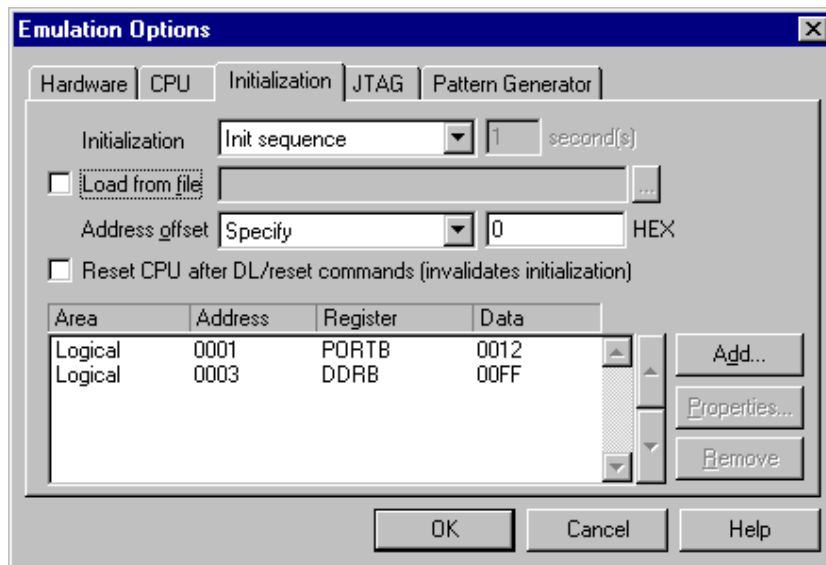 Emulation Options
Hardware CPU Initialization JTAG Pattern Generator
Initialization Init sequence 1 second(s)
Load from file ...
Address offset Specify 0 HEX
Reset CPU after DL/reset commands (invalidates initialization)
Area Address Register Data
Logical 0001 PORTB 0012 Add...
Logical 0003 DDRB 00FF
Properties...
Remove
OK Cancel Help